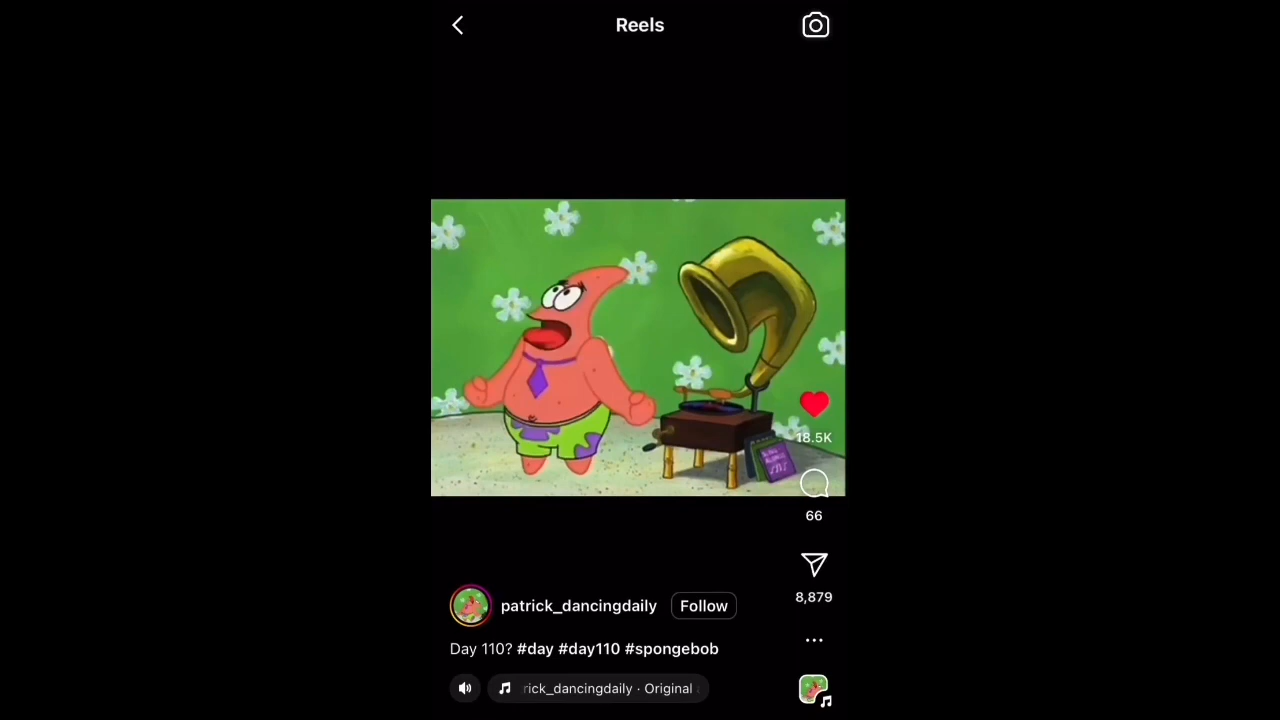 Reels
18.5K
66
8,879
patrick_dancingdaily
Follow
Day 110? #day #day110 #spongebob
rick_dancingdaily · Original